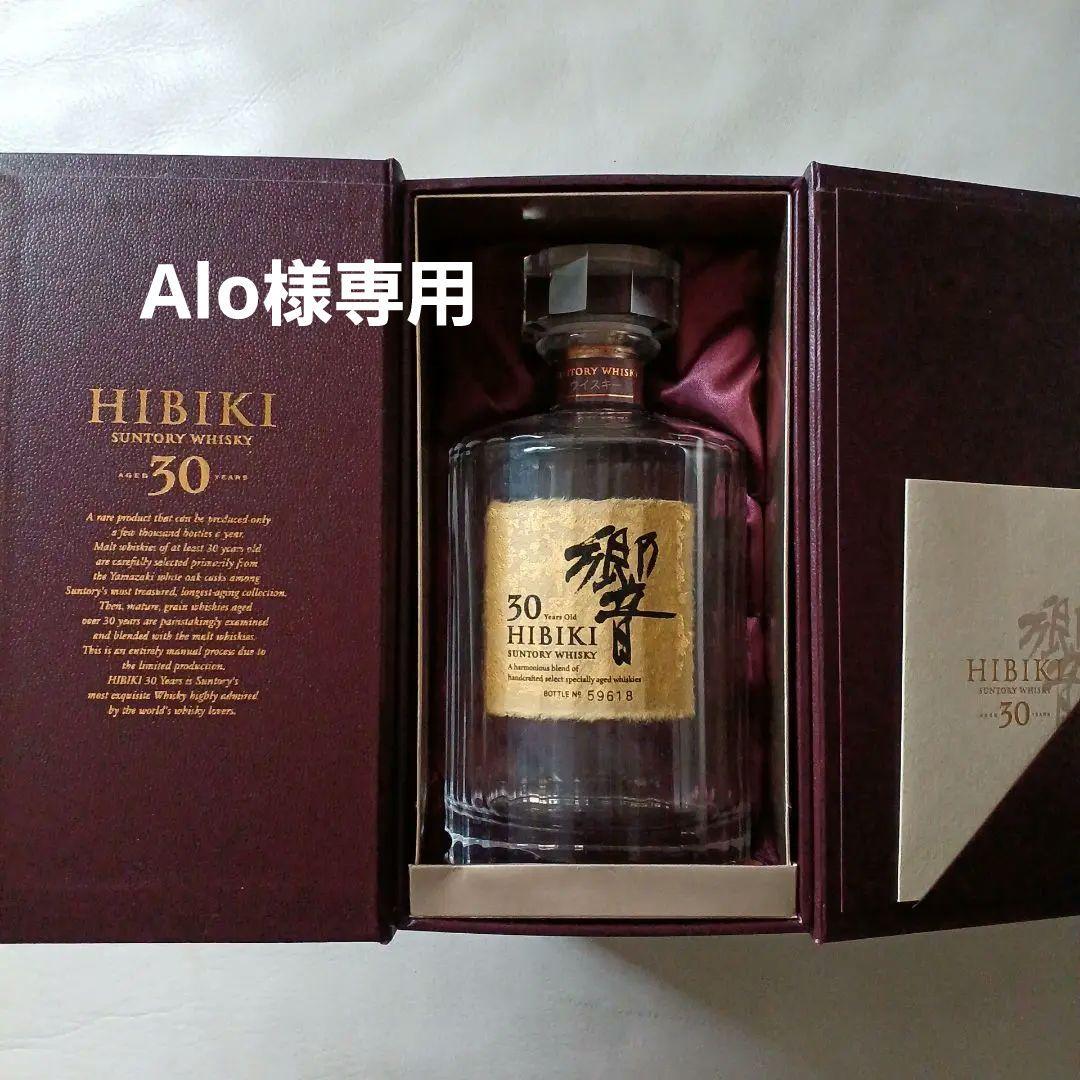 Alo様専用
HIBIKI
SUNTORY WHISKY
AGED 30 YEARS
A rare product that can be produced only
a few thousand bottles a year.
Malt whiskies of at least 30 years old
are carefully selected primarily from
the Yamazaki white oak casks among
Suntory's most treasured, longest-aging collection.
Then, mature, grain whiskies aged
over 30 years are painstakingly examined
and blended with the malt whiskies.
This is an entirely manual process due to
the limited production.
HIBIKI 30 Years is Suntory's
most exquisite Whisky highly admired
by the world's whisky lovers.
SUNTORY WHISKY
ウイスキー
響
30 Years Old
HIBIKI
SUNTORY WHISKY
A harmonious blend of
handcrafted, select specially aged whiskies
BOTTLE No 59618
響
HIBIKI
SUNTORY WHISKY
AGED 30 YEARS